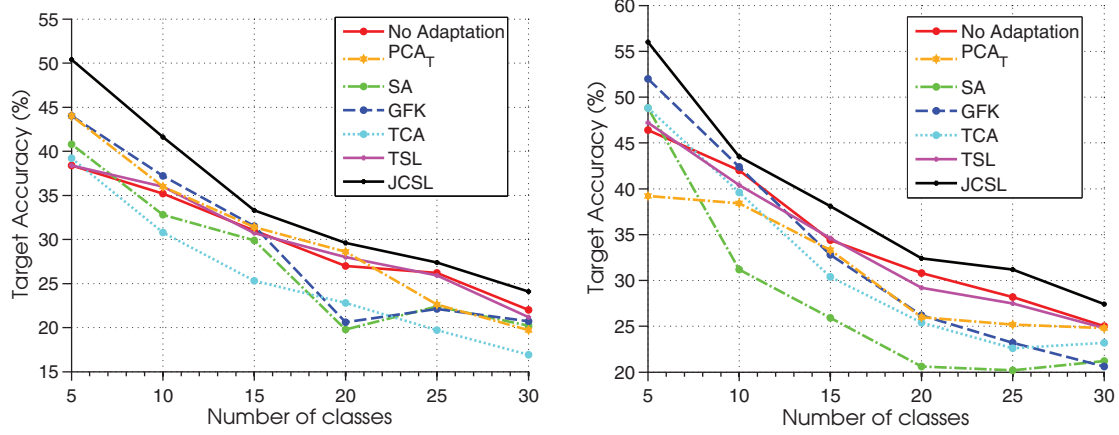 55
50
45
40
35
30
25
20
15
Target Accuracy (%)
5 10 15 20 25 30
Number of classes
No Adaptation
PCA_T
SA
GFK
TCA
TSL
JCSL
60
55
50
45
40
35
30
25
20
Target Accuracy (%)
5 10 15 20 25 30
Number of classes
No Adaptation
PCA_T
SA
GFK
TCA
TSL
JCSL